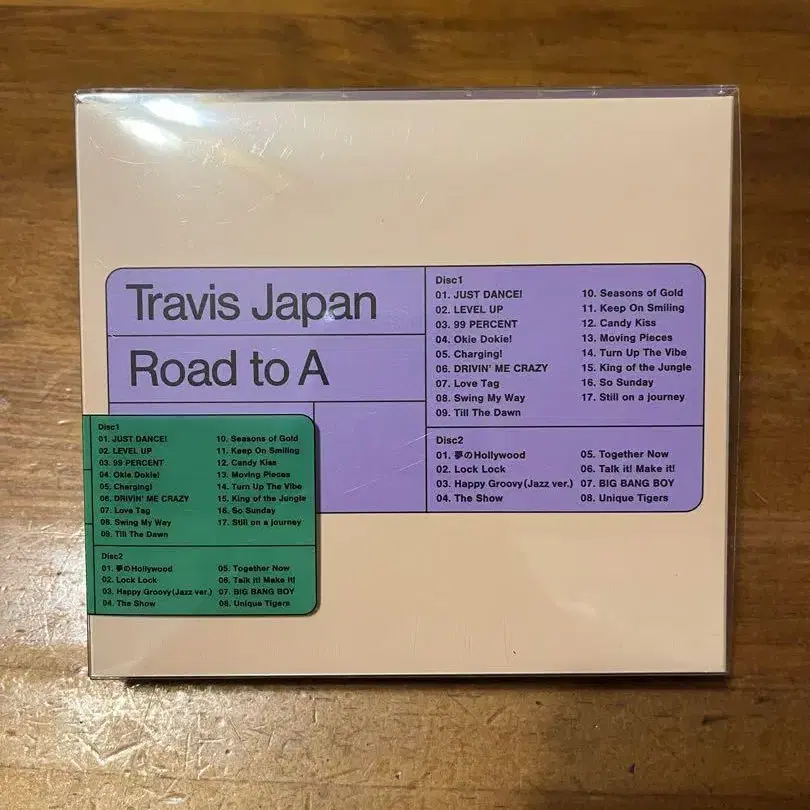 Travis Japan
Road to A
Disc1
01. JUST DANCE!
02. LEVEL UP
03. 99 PERCENT
04. Okie Dokie!
05. Charging!
06. DRIVIN' ME CRAZY
07. Love Tag
08. Swing My Way
09. Till The Dawn
10. Seasons of Gold
11. Keep On Smiling
12. Candy Kiss
13. Moving Pieces
14. Turn Up The Vibe
15. King of the Jungle
16. So Sunday
17. Still on a journey
Disc2
01. 夢のHollywood
02. Lock Lock
03. Happy Groovy(Jazz ver.)
04. The Show
05. Together Now
06. Talk it! Make it!
07. BIG BANG BOY
08. Unique Tigers
Disc1
01. JUST DANCE!
02. LEVEL UP
03. 99 PERCENT
04. Okie Dokie!
05. Charging!
06. DRIVIN' ME CRAZY
07. Love Tag
08. Swing My Way
09. Till The Dawn
10. Seasons of Gold
11. Keep On Smiling
12. Candy Kiss
13. Moving Pieces
14. Turn Up The Vibe
15. King of the Jungle
16. So Sunday
17. Still on a journey
Disc2
01. 夢のHollywood
02. Lock Lock
03. Happy Groovy(Jazz ver.)
04. The Show
05. Together Now
06. Talk it! Make it!
07. BIG BANG BOY
08. Unique Tigers